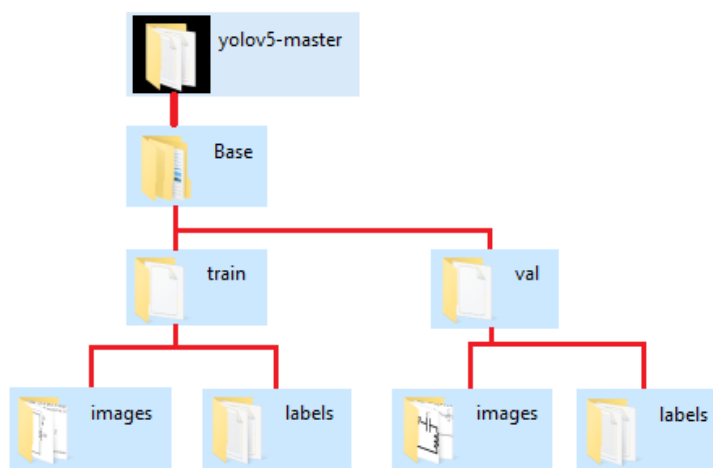 yolov5-master
Base
train
val
images
labels
images
labels